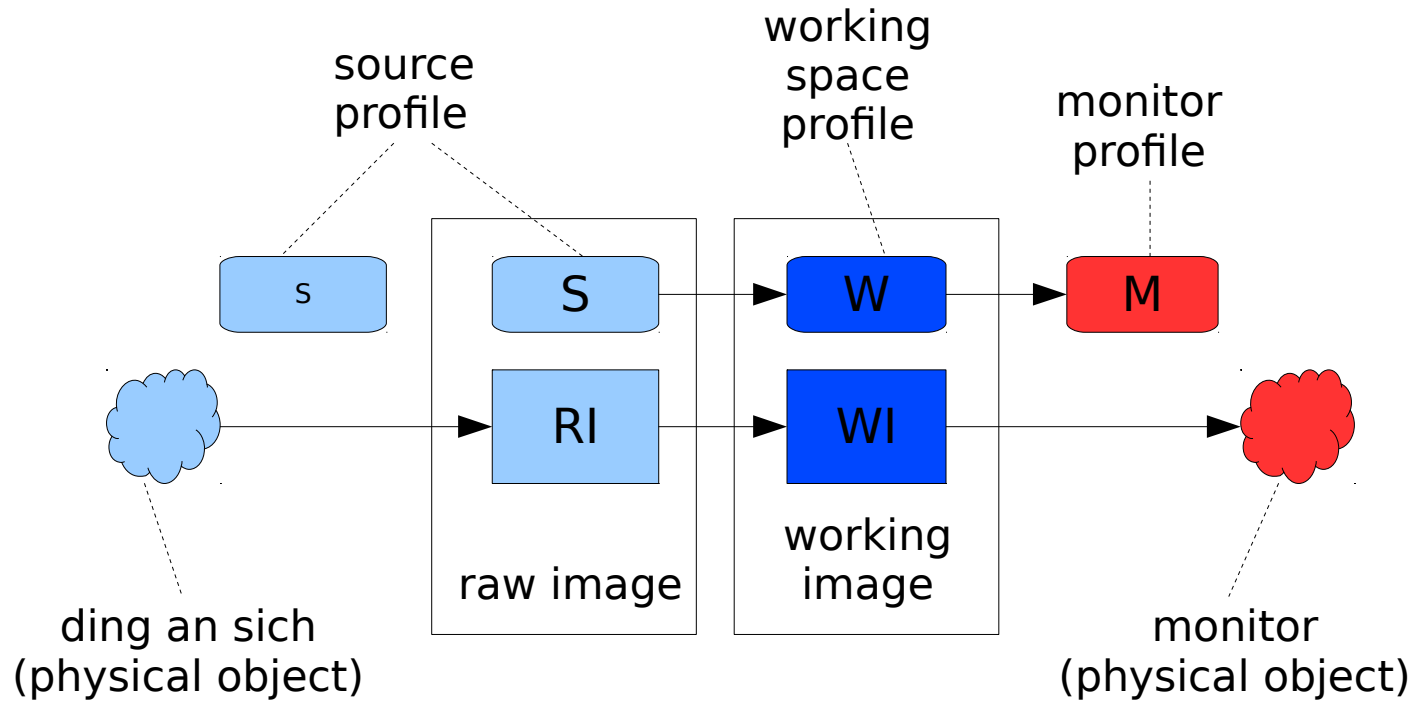 source
profile
working
space
profile
monitor
profile
S
S
W
M
RI
WI
raw image
working
image
ding an sich
(physical object)
monitor
(physical object)